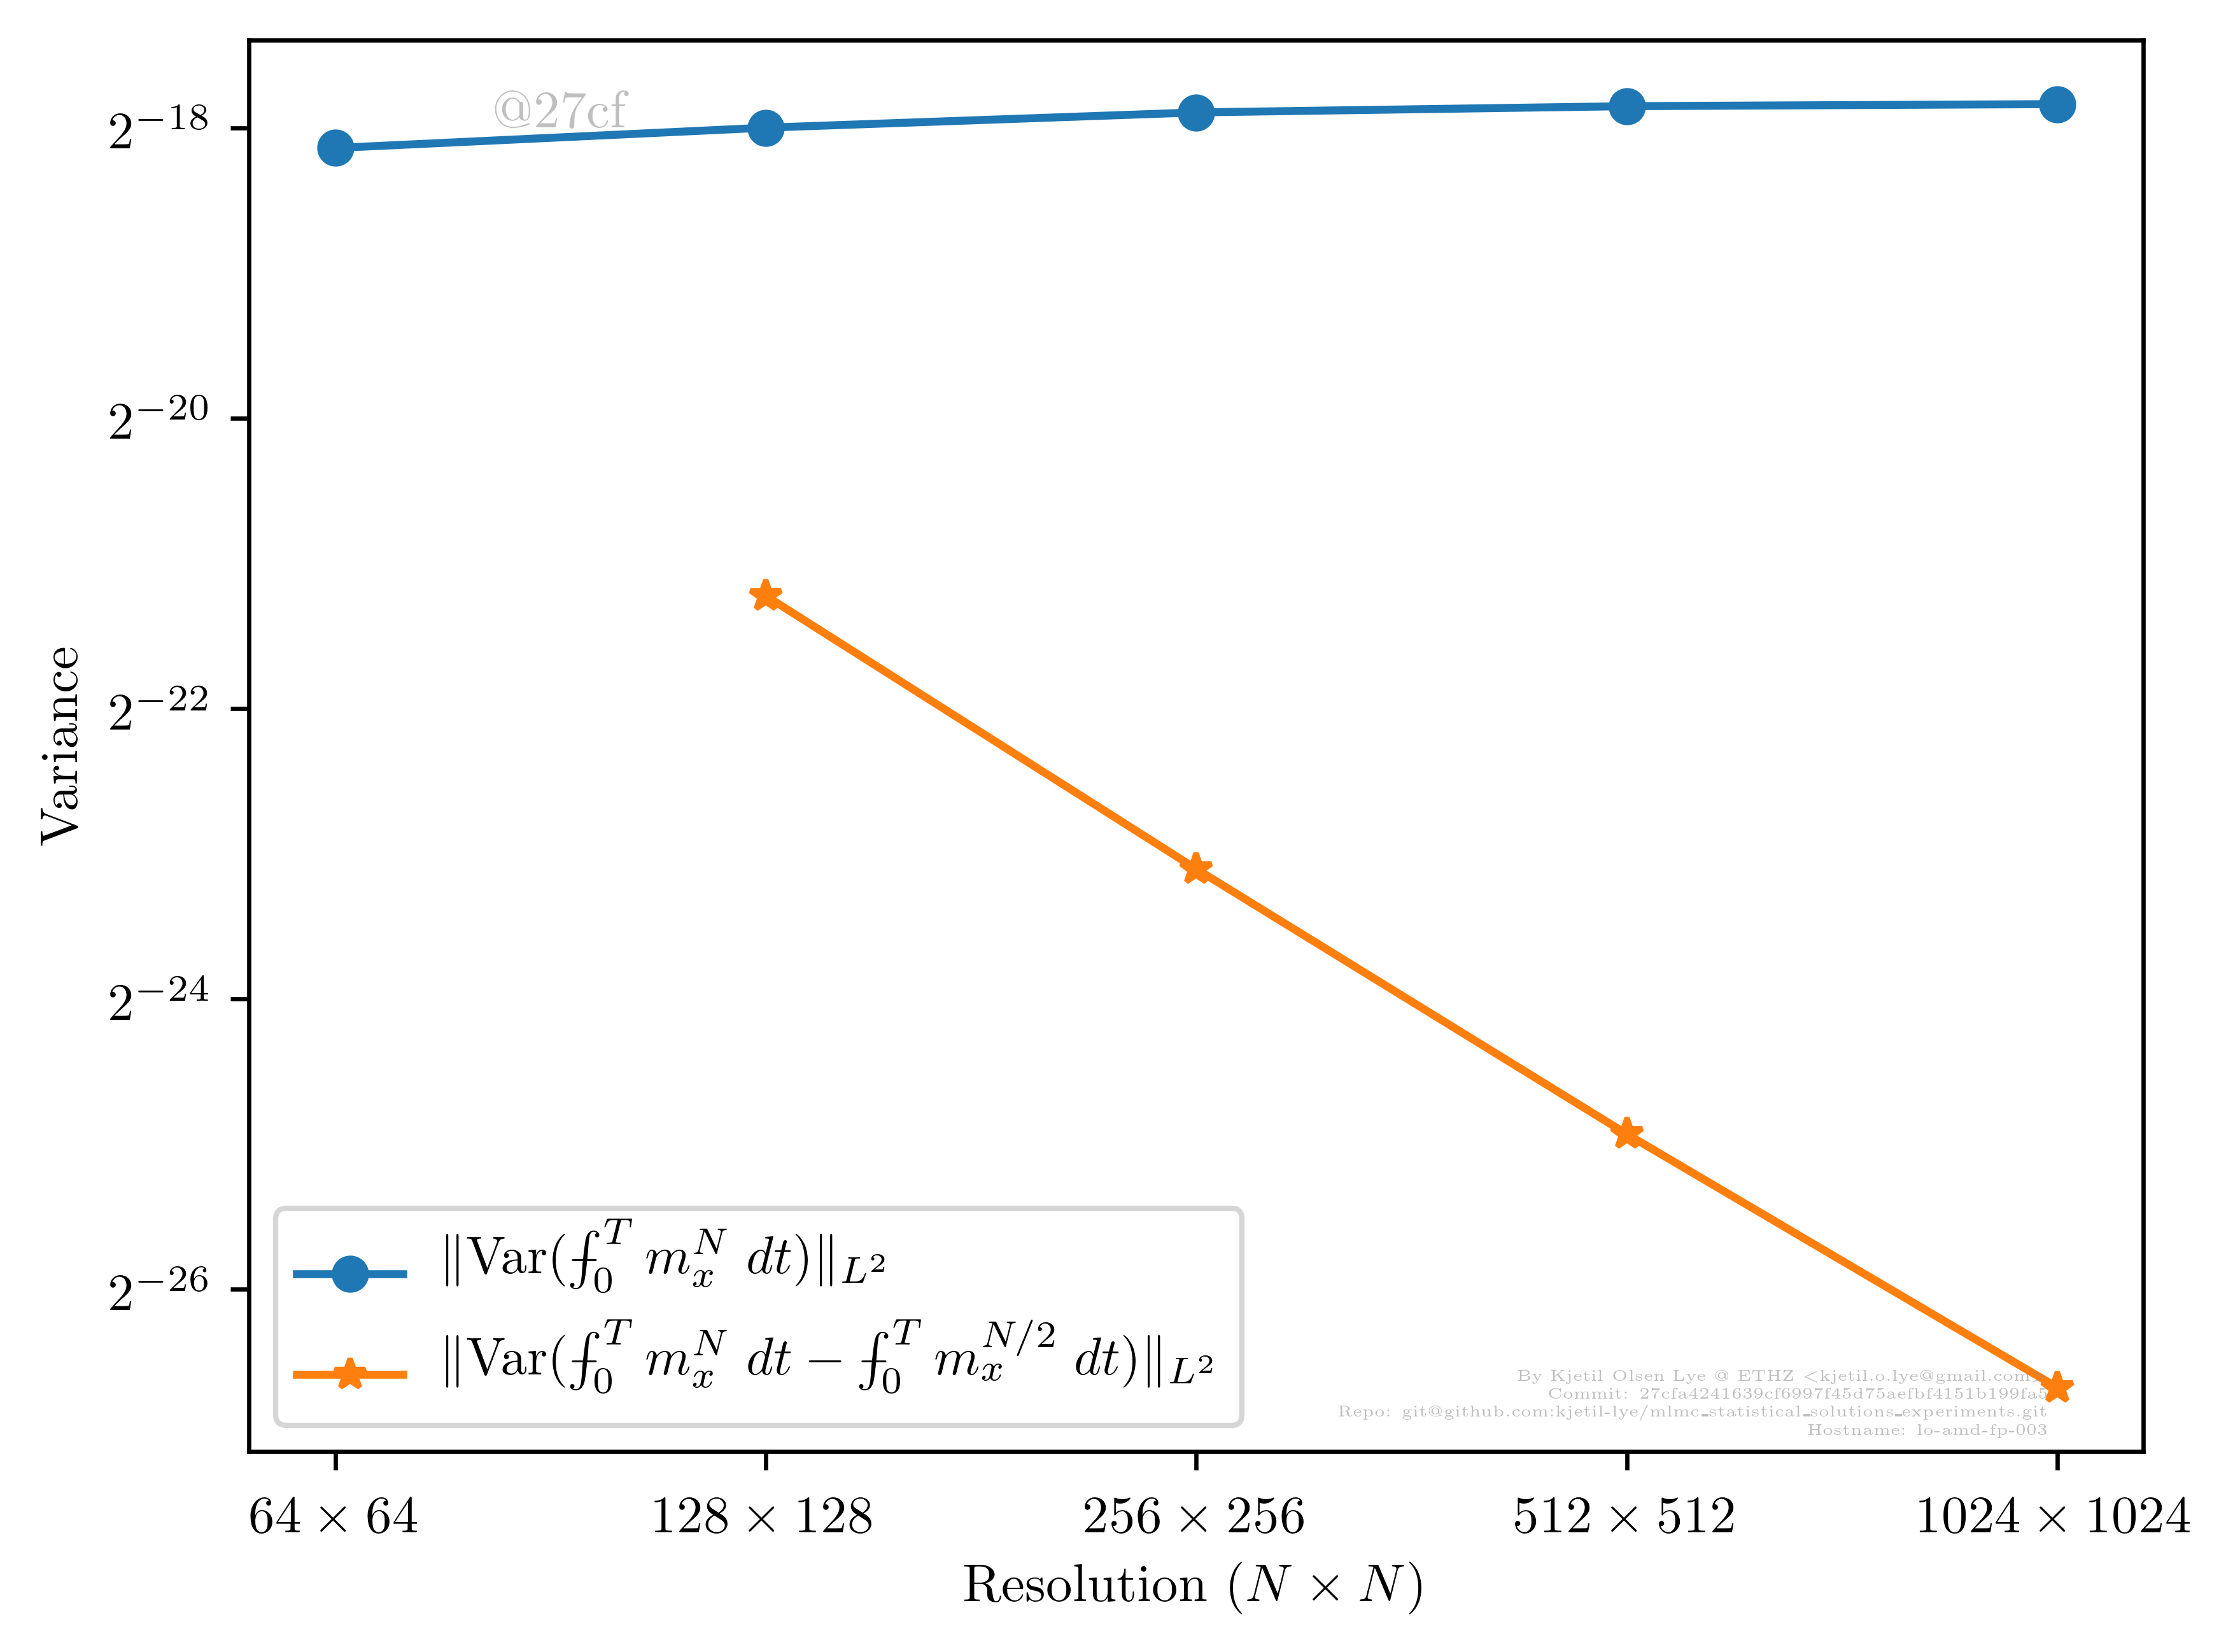 @27cf
2^{-18}
2^{-20}
2^{-22}
2^{-24}
2^{-26}
Variance
‖Var(⨍_0^T m_x^N dt)‖_{L^2}
‖Var(⨍_0^T m_x^N dt − ⨍_0^T m_x^{N/2} dt)‖_{L^2}
By Kjetil Olsen Lye @ ETHZ <kjetil.o.lye@gmail.com>
Commit: 27cfa4241639cf6997f45d75aefbf4151b199fa5
Repo: git@github.com:kjetil-lye/mlmc_statistical_solutions_experiments.git
Hostname: lo-amd-fp-003
64 × 64
128 × 128
256 × 256
512 × 512
1024 × 1024
Resolution (N × N)